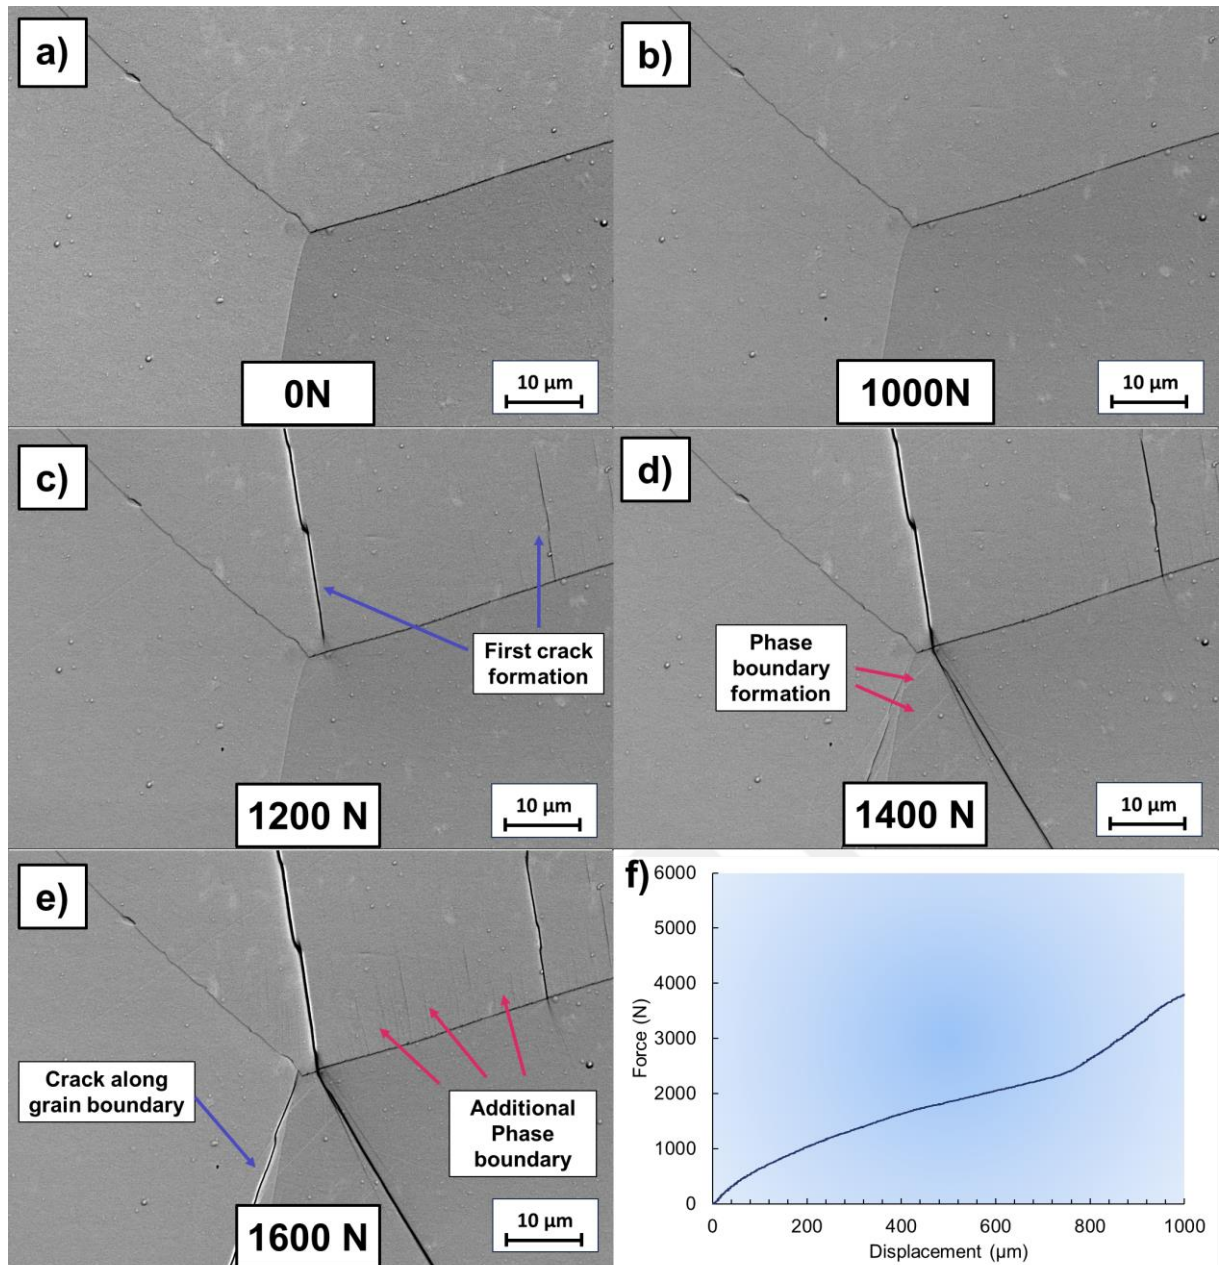 a)
0N
10 µm
b)
1000N
10 µm
c)
First crack
formation
1200 N
10 µm
d)
Phase
boundary
formation
1400 N
10 µm
e)
Crack along
grain boundary
Additional
Phase
boundary
1600 N
10 µm
f)
6000
5000
4000
3000
2000
1000
0
Force (N)
0 200 400 600 800 1000
Displacement (µm)